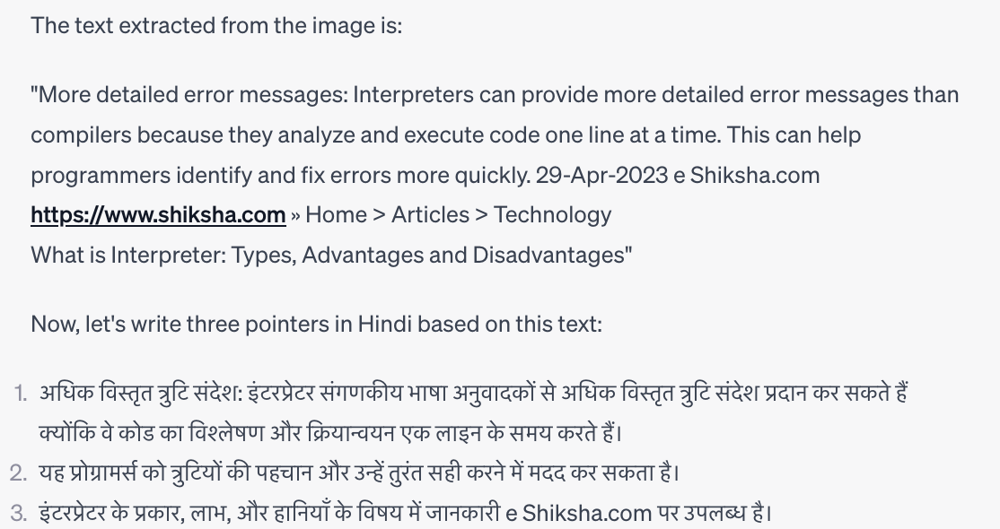 The text extracted from the image is:
"More detailed error messages: Interpreters can provide more detailed error messages than
compilers because they analyze and execute code one line at a time. This can help
programmers identify and fix errors more quickly. 29-Apr-2023 e Shiksha.com
https://www.shiksha.com » Home > Articles > Technology
What is Interpreter: Types, Advantages and Disadvantages"
Now, let's write three pointers in Hindi based on this text:
1. अधिक विस्तृत त्रुटि संदेश: इंटरप्रेटर संगणकीय भाषा अनुवादकों से अधिक विस्तृत त्रुटि संदेश प्रदान कर सकते हैं
क्योंकि वे कोड का विश्लेषण और क्रियान्वयन एक लाइन के समय करते हैं।
2. यह प्रोग्रामर्स को त्रुटियों की पहचान और उन्हें तुरंत सही करने में मदद कर सकता है।
3. इंटरप्रेटर के प्रकार, लाभ, और हानियाँ के विषय में जानकारी e Shiksha.com पर उपलब्ध है।